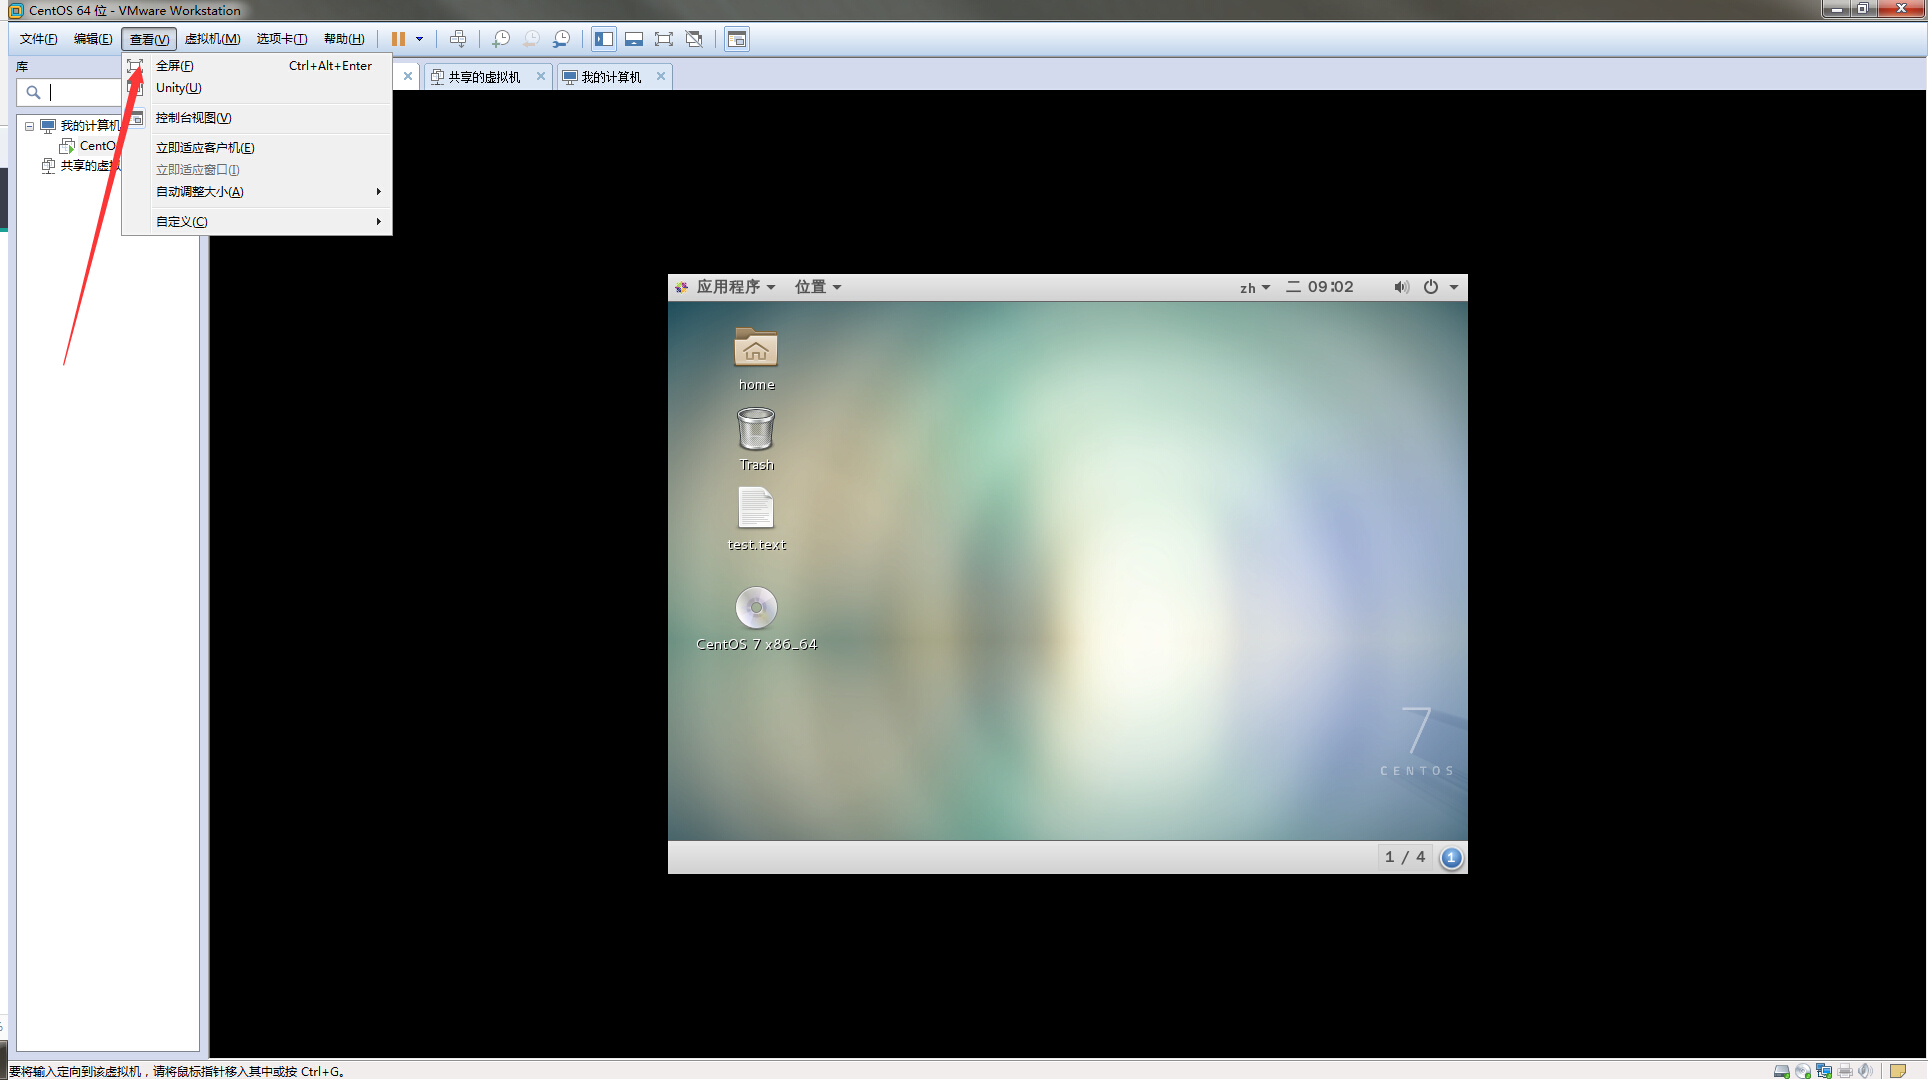 CentOS 64 位 - VMware Workstation
文件(F) 编辑(E) 查看(V) 虚拟机(M) 选项卡(T) 帮助(H)
库
全屏(F) Ctrl+Alt+Enter
Unity(U)
控制台视图(V)
立即适应客户机(E)
立即适应窗口(I)
自动调整大小(A)
自定义(C)
共享的虚拟机
我的计算机
我的计算机
CentO
共享的虚拟
应用程序 位置 zh 二 09:02
home
Trash
test.text
CentOS 7 x86_64
7
CENTOS
1 / 4 1
要将输入定向到该虚拟机，请将鼠标指针移入其中或按 Ctrl+G。